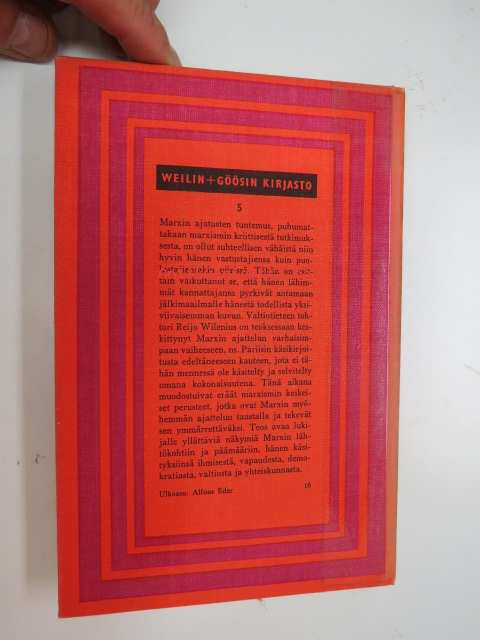 WEILIN+GÖÖSIN KIRJASTO
5
Marxin ajatusten tuntemus, puhumat-
takaan marxismin kriittisestä tutkimuk-
sesta, on ollut suhteellisen vähäistä niin
hyvin hänen vastustajiensa kuin puo-
Tähän on eräi-
täin vaikuttanut se, että hänen lähim-
mät kannattajansa pyrkivät antamaan
jälkimaailmalle hänestä todellista yksi-
viivaisemman kuvan. Valtiotieteen toh-
tori Reijo Wilenius on teoksessaan kes-
kittynyt Marxin ajattelun varhaisim-
paan vaiheeseen, ns. Pariisin käsikirjoi-
tusta edeltäneeseen kauteen, jota ei tä-
hän mennessä ole käsitelty ja selvitelty
omana kokonaisuutena. Tänä aikana
muodostuivat eräät marxismin keskei-
set perusteet, jotka ovat Marxin myö-
hemmän ajattelun taustalla ja tekevät
sen ymmärrettäväksi. Teos avaa luki-
jalle yllättäviä näkymiä Marxin läh-
tökohtiin ja päämääriin, hänen käsi-
tyksiinsä ihmisestä, vapaudesta, demo-
kratiasta, valtiosta ja yhteiskunnasta.
Ulkoasu: Alfons Eder 16